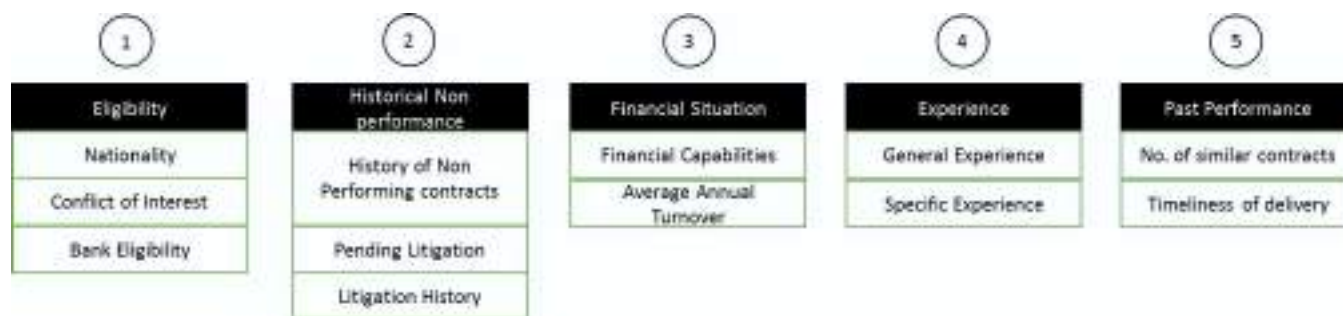 1
Eligibility
Nationality
Conflict of Interest
Bank Eligibility
2
Historical Non
performance
History of Non
Performing contracts
Pending Litigation
Litigation History
3
Financial Situation
Financial Capabilities
Average Annual
Turnover
4
Experience
General Experience
Specific Experience
5
Past Performance
No. of similar contracts
Timeliness of delivery